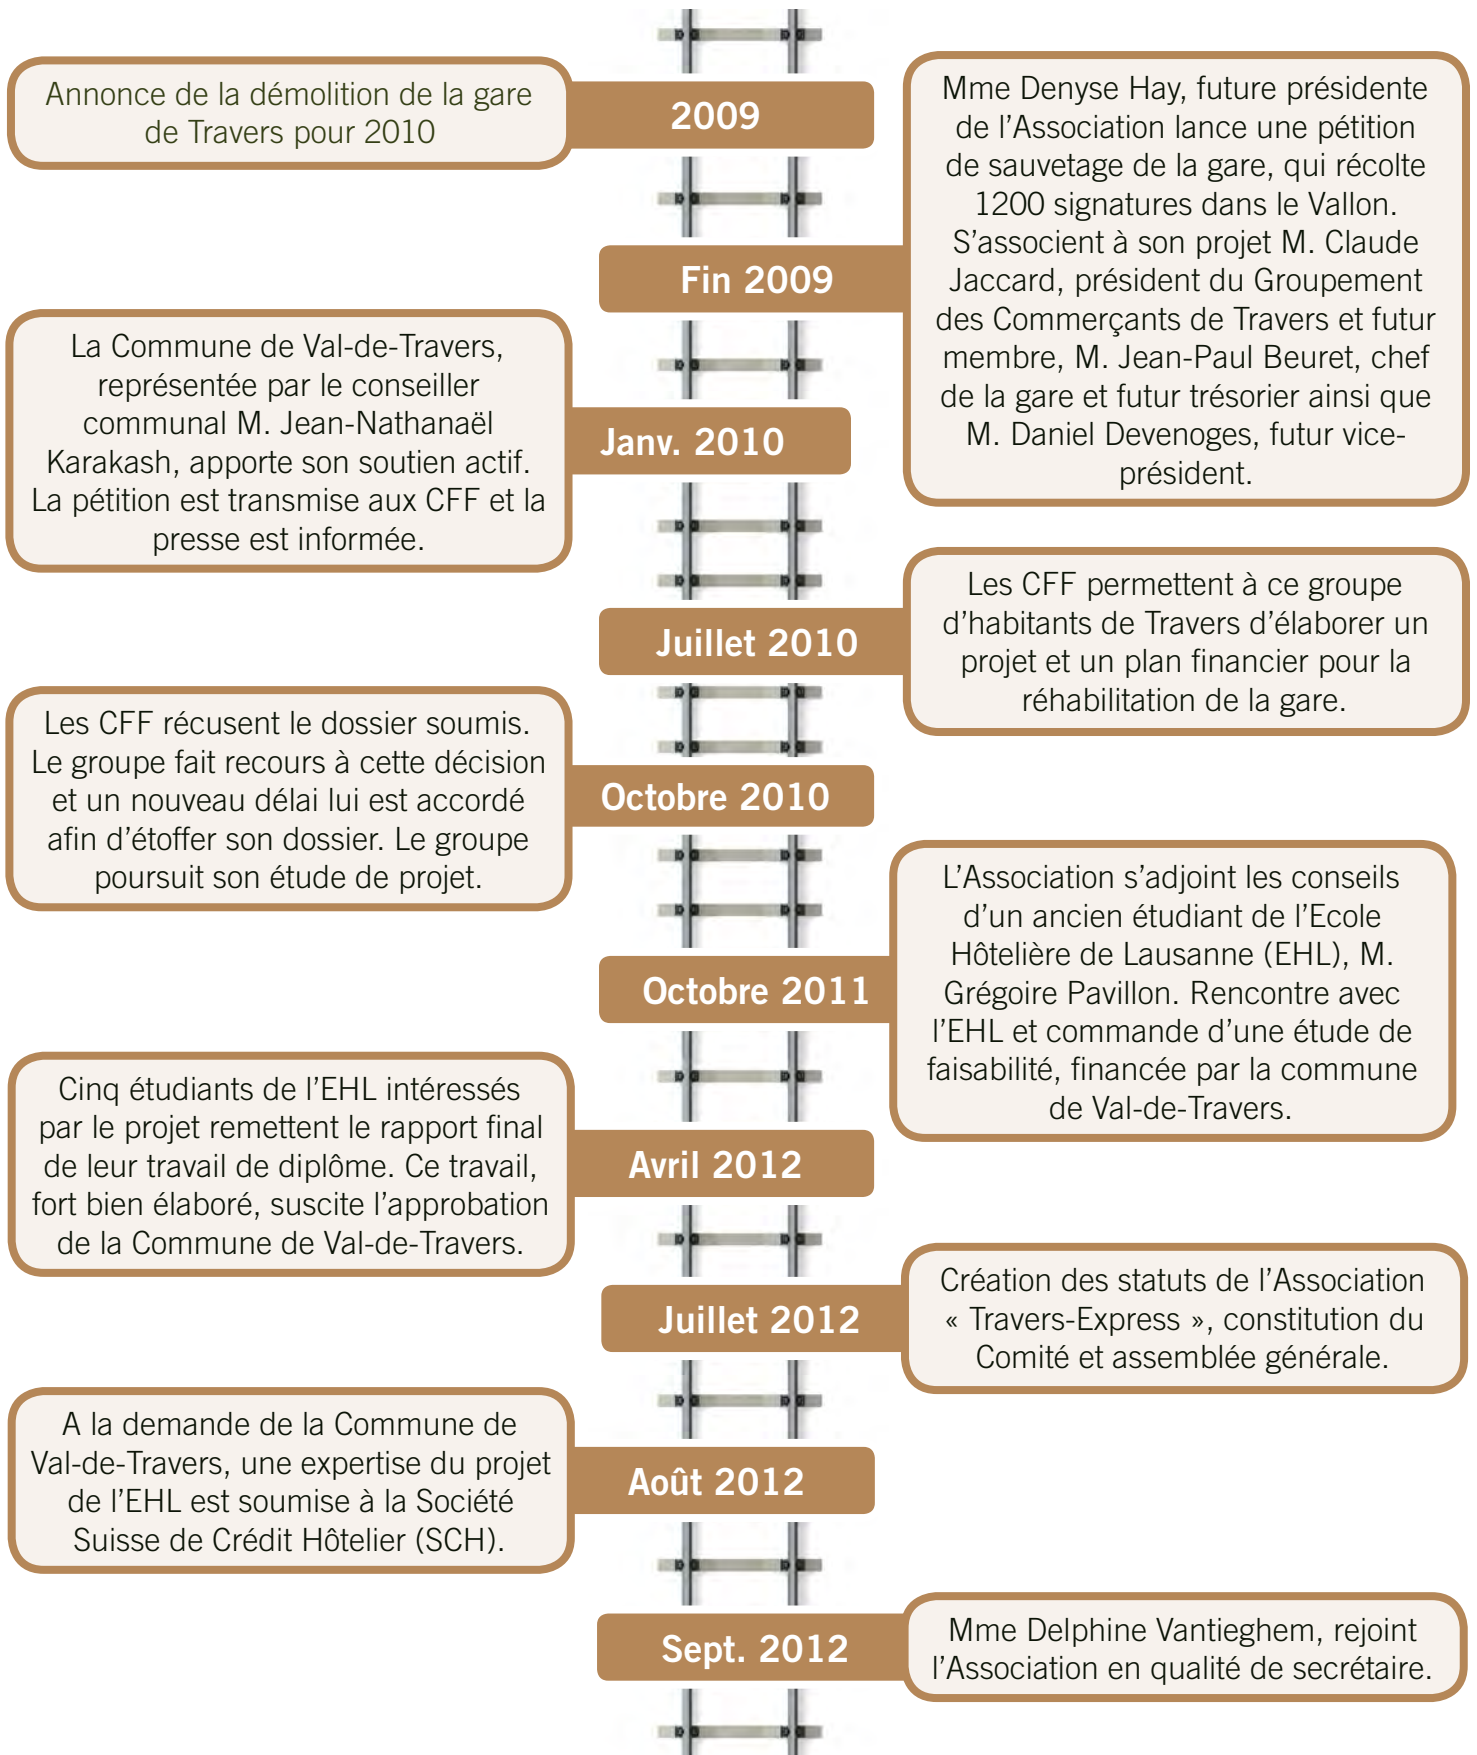 Annonce de la démolition de la gare
de Travers pour 2010
2009
Mme Denyse Hay, future présidente
de l'Association lance une pétition
de sauvetage de la gare, qui récolte
1200 signatures dans le Vallon.
S'associent à son projet M. Claude
Jaccard, président du Groupement
des Commerçants de Travers et futur
membre, M. Jean-Paul Beuret, chef
de la gare et futur trésorier ainsi que
M. Daniel Devenoges, futur vice-
président.
Fin 2009
La Commune de Val-de-Travers,
représentée par le conseiller
communal M. Jean-Nathanaël
Karakash, apporte son soutien actif.
La pétition est transmise aux CFF et la
presse est informée.
Janv. 2010
Les CFF permettent à ce groupe
d'habitants de Travers d'élaborer un
projet et un plan financier pour la
réhabilitation de la gare.
Juillet 2010
Les CFF récusent le dossier soumis.
Le groupe fait recours à cette décision
et un nouveau délai lui est accordé
afin d'étoffer son dossier. Le groupe
poursuit son étude de projet.
Octobre 2010
L'Association s'adjoint les conseils
d'un ancien étudiant de l'Ecole
Hôtelière de Lausanne (EHL), M.
Grégoire Pavillon. Rencontre avec
l'EHL et commande d'une étude de
faisabilité, financée par la commune
de Val-de-Travers.
Octobre 2011
Cinq étudiants de l'EHL intéressés
par le projet remettent le rapport final
de leur travail de diplôme. Ce travail,
fort bien élaboré, suscite l'approbation
de la Commune de Val-de-Travers.
Avril 2012
Création des statuts de l'Association
« Travers-Express », constitution du
Comité et assemblée générale.
Juillet 2012
A la demande de la Commune de
Val-de-Travers, une expertise du projet
de l'EHL est soumise à la Société
Suisse de Crédit Hôtelier (SCH).
Août 2012
Mme Delphine Vantieghem, rejoint
l'Association en qualité de secrétaire.
Sept. 2012